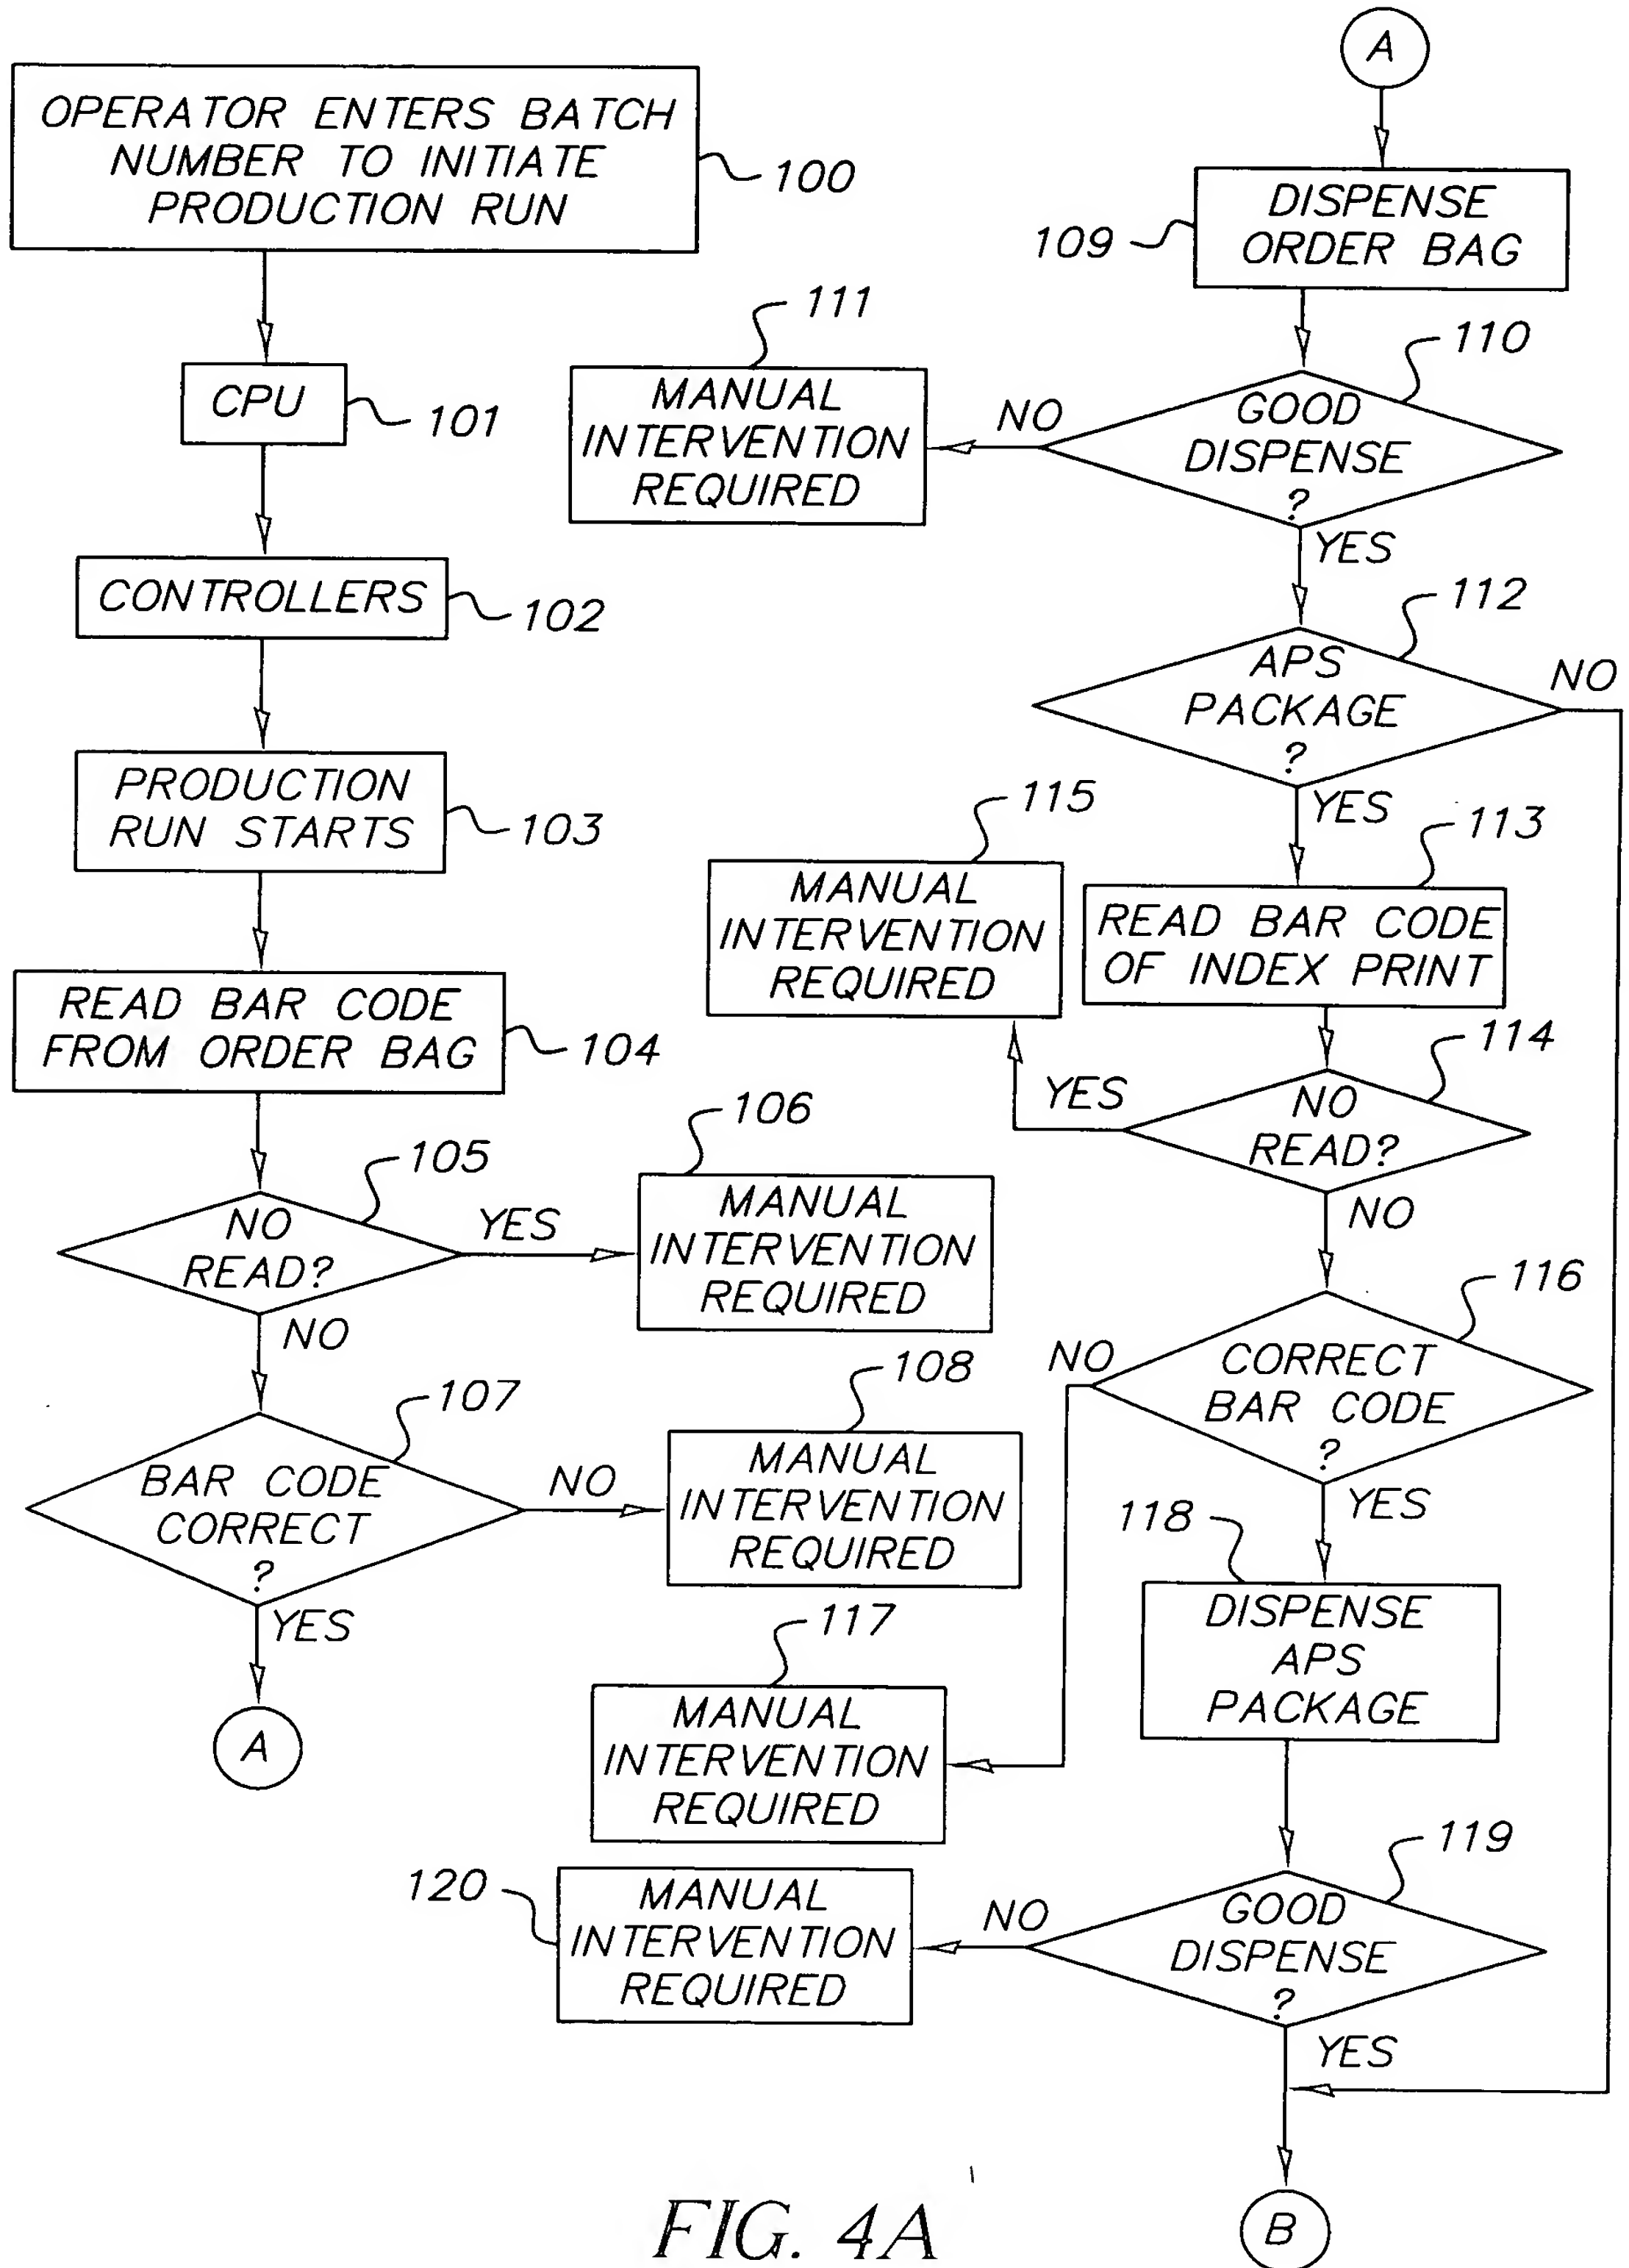 OPERATOR ENTERS BATCH
NUMBER TO INITIATE
PRODUCTION RUN
100
CPU
101
CONTROLLERS
102
PRODUCTION
RUN STARTS
103
READ BAR CODE
FROM ORDER BAG
104
105
NO
READ?
YES
106
MANUAL
INTERVENTION
REQUIRED
NO
107
BAR CODE
CORRECT
?
NO
108
MANUAL
INTERVENTION
REQUIRED
YES
A
A
109
DISPENSE
ORDER BAG
110
GOOD
DISPENSE
?
NO
111
MANUAL
INTERVENTION
REQUIRED
YES
112
APS
PACKAGE
?
NO
YES
113
READ BAR CODE
OF INDEX PRINT
114
NO
READ?
YES
115
MANUAL
INTERVENTION
REQUIRED
NO
116
CORRECT
BAR CODE
?
NO
117
MANUAL
INTERVENTION
REQUIRED
YES
118
DISPENSE
APS
PACKAGE
119
GOOD
DISPENSE
?
NO
120
MANUAL
INTERVENTION
REQUIRED
YES
B
FIG. 4A